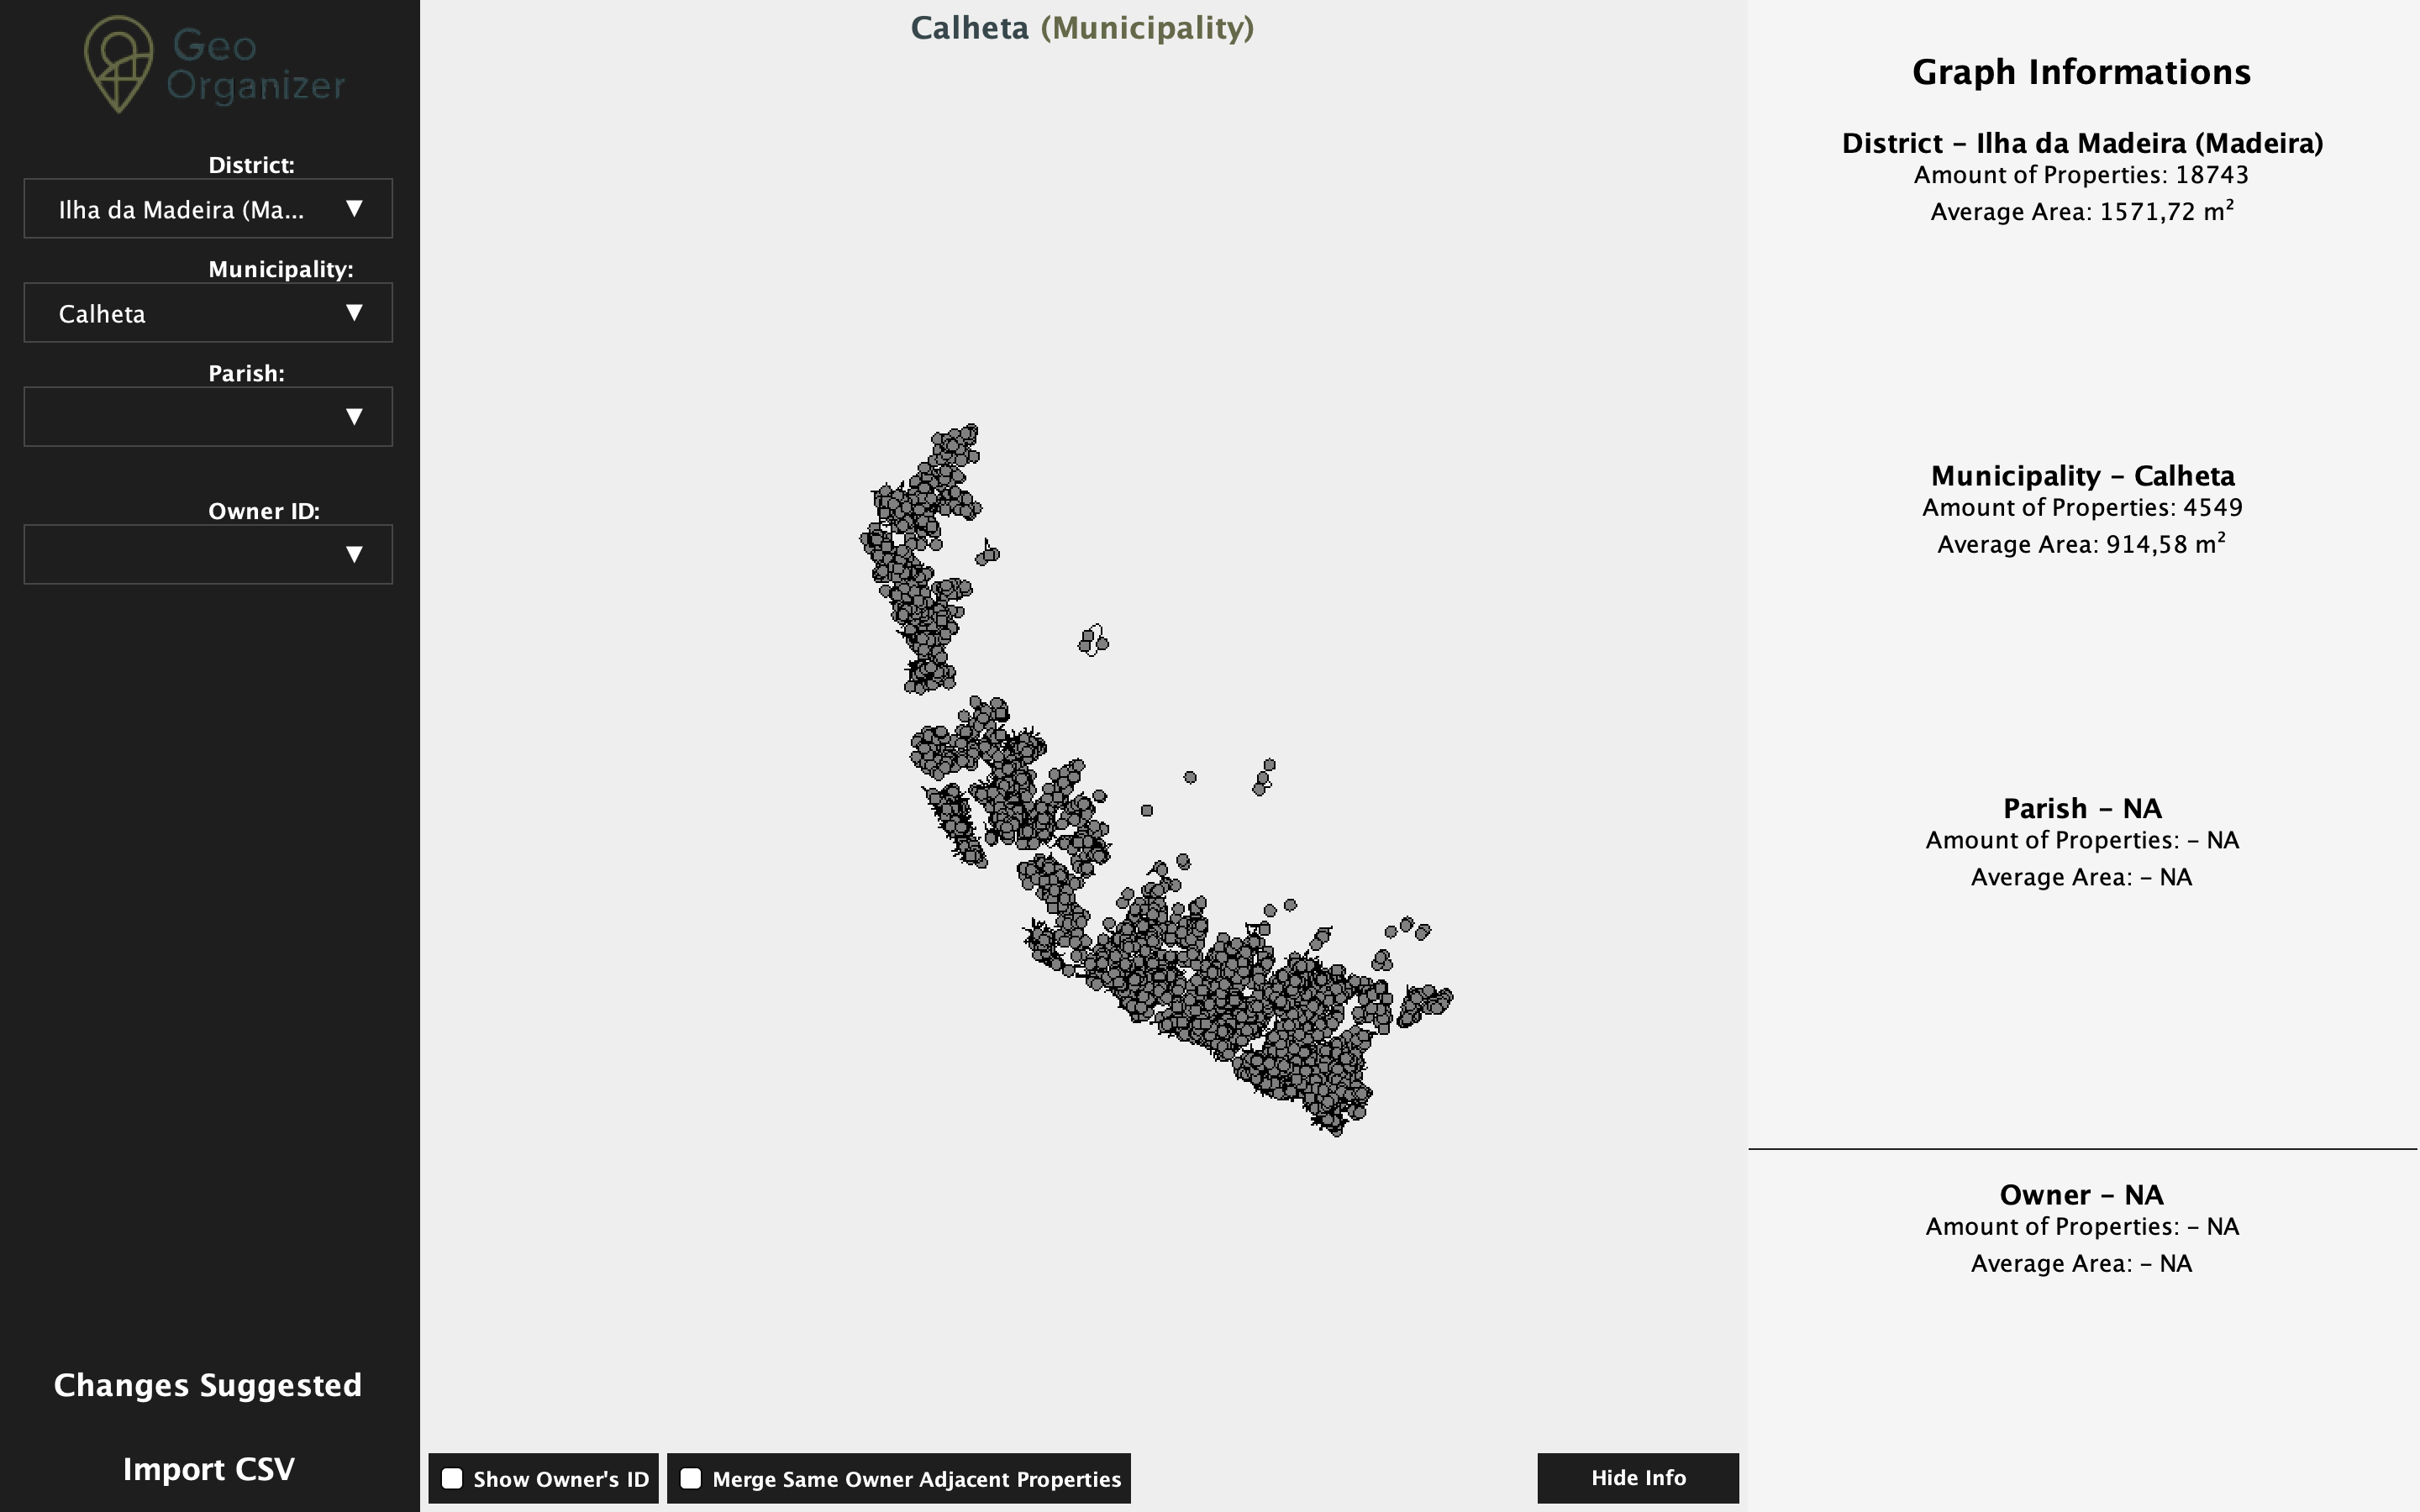 Geo
Organizer
District:
Ilha da Madeira (Ma...
Municipality:
Calheta
Parish:
Owner ID:
Changes Suggested
Import CSV
Calheta (Municipality)
Show Owner's ID
Merge Same Owner Adjacent Properties
Hide Info
Graph Informations
District – Ilha da Madeira (Madeira)
Amount of Properties: 18743
Average Area: 1571,72 m²
Municipality – Calheta
Amount of Properties: 4549
Average Area: 914,58 m²
Parish – NA
Amount of Properties: – NA
Average Area: – NA
Owner – NA
Amount of Properties: – NA
Average Area: – NA